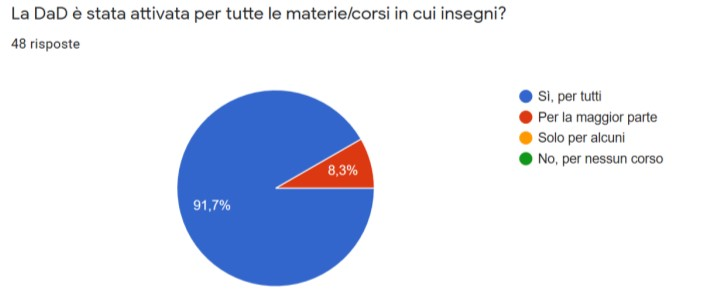 La DaD è stata attivata per tutte le materie/corsi in cui insegni?
48 risposte
Sì, per tutti
Per la maggior parte
Solo per alcuni
No, per nessun corso
8,3%
91,7%